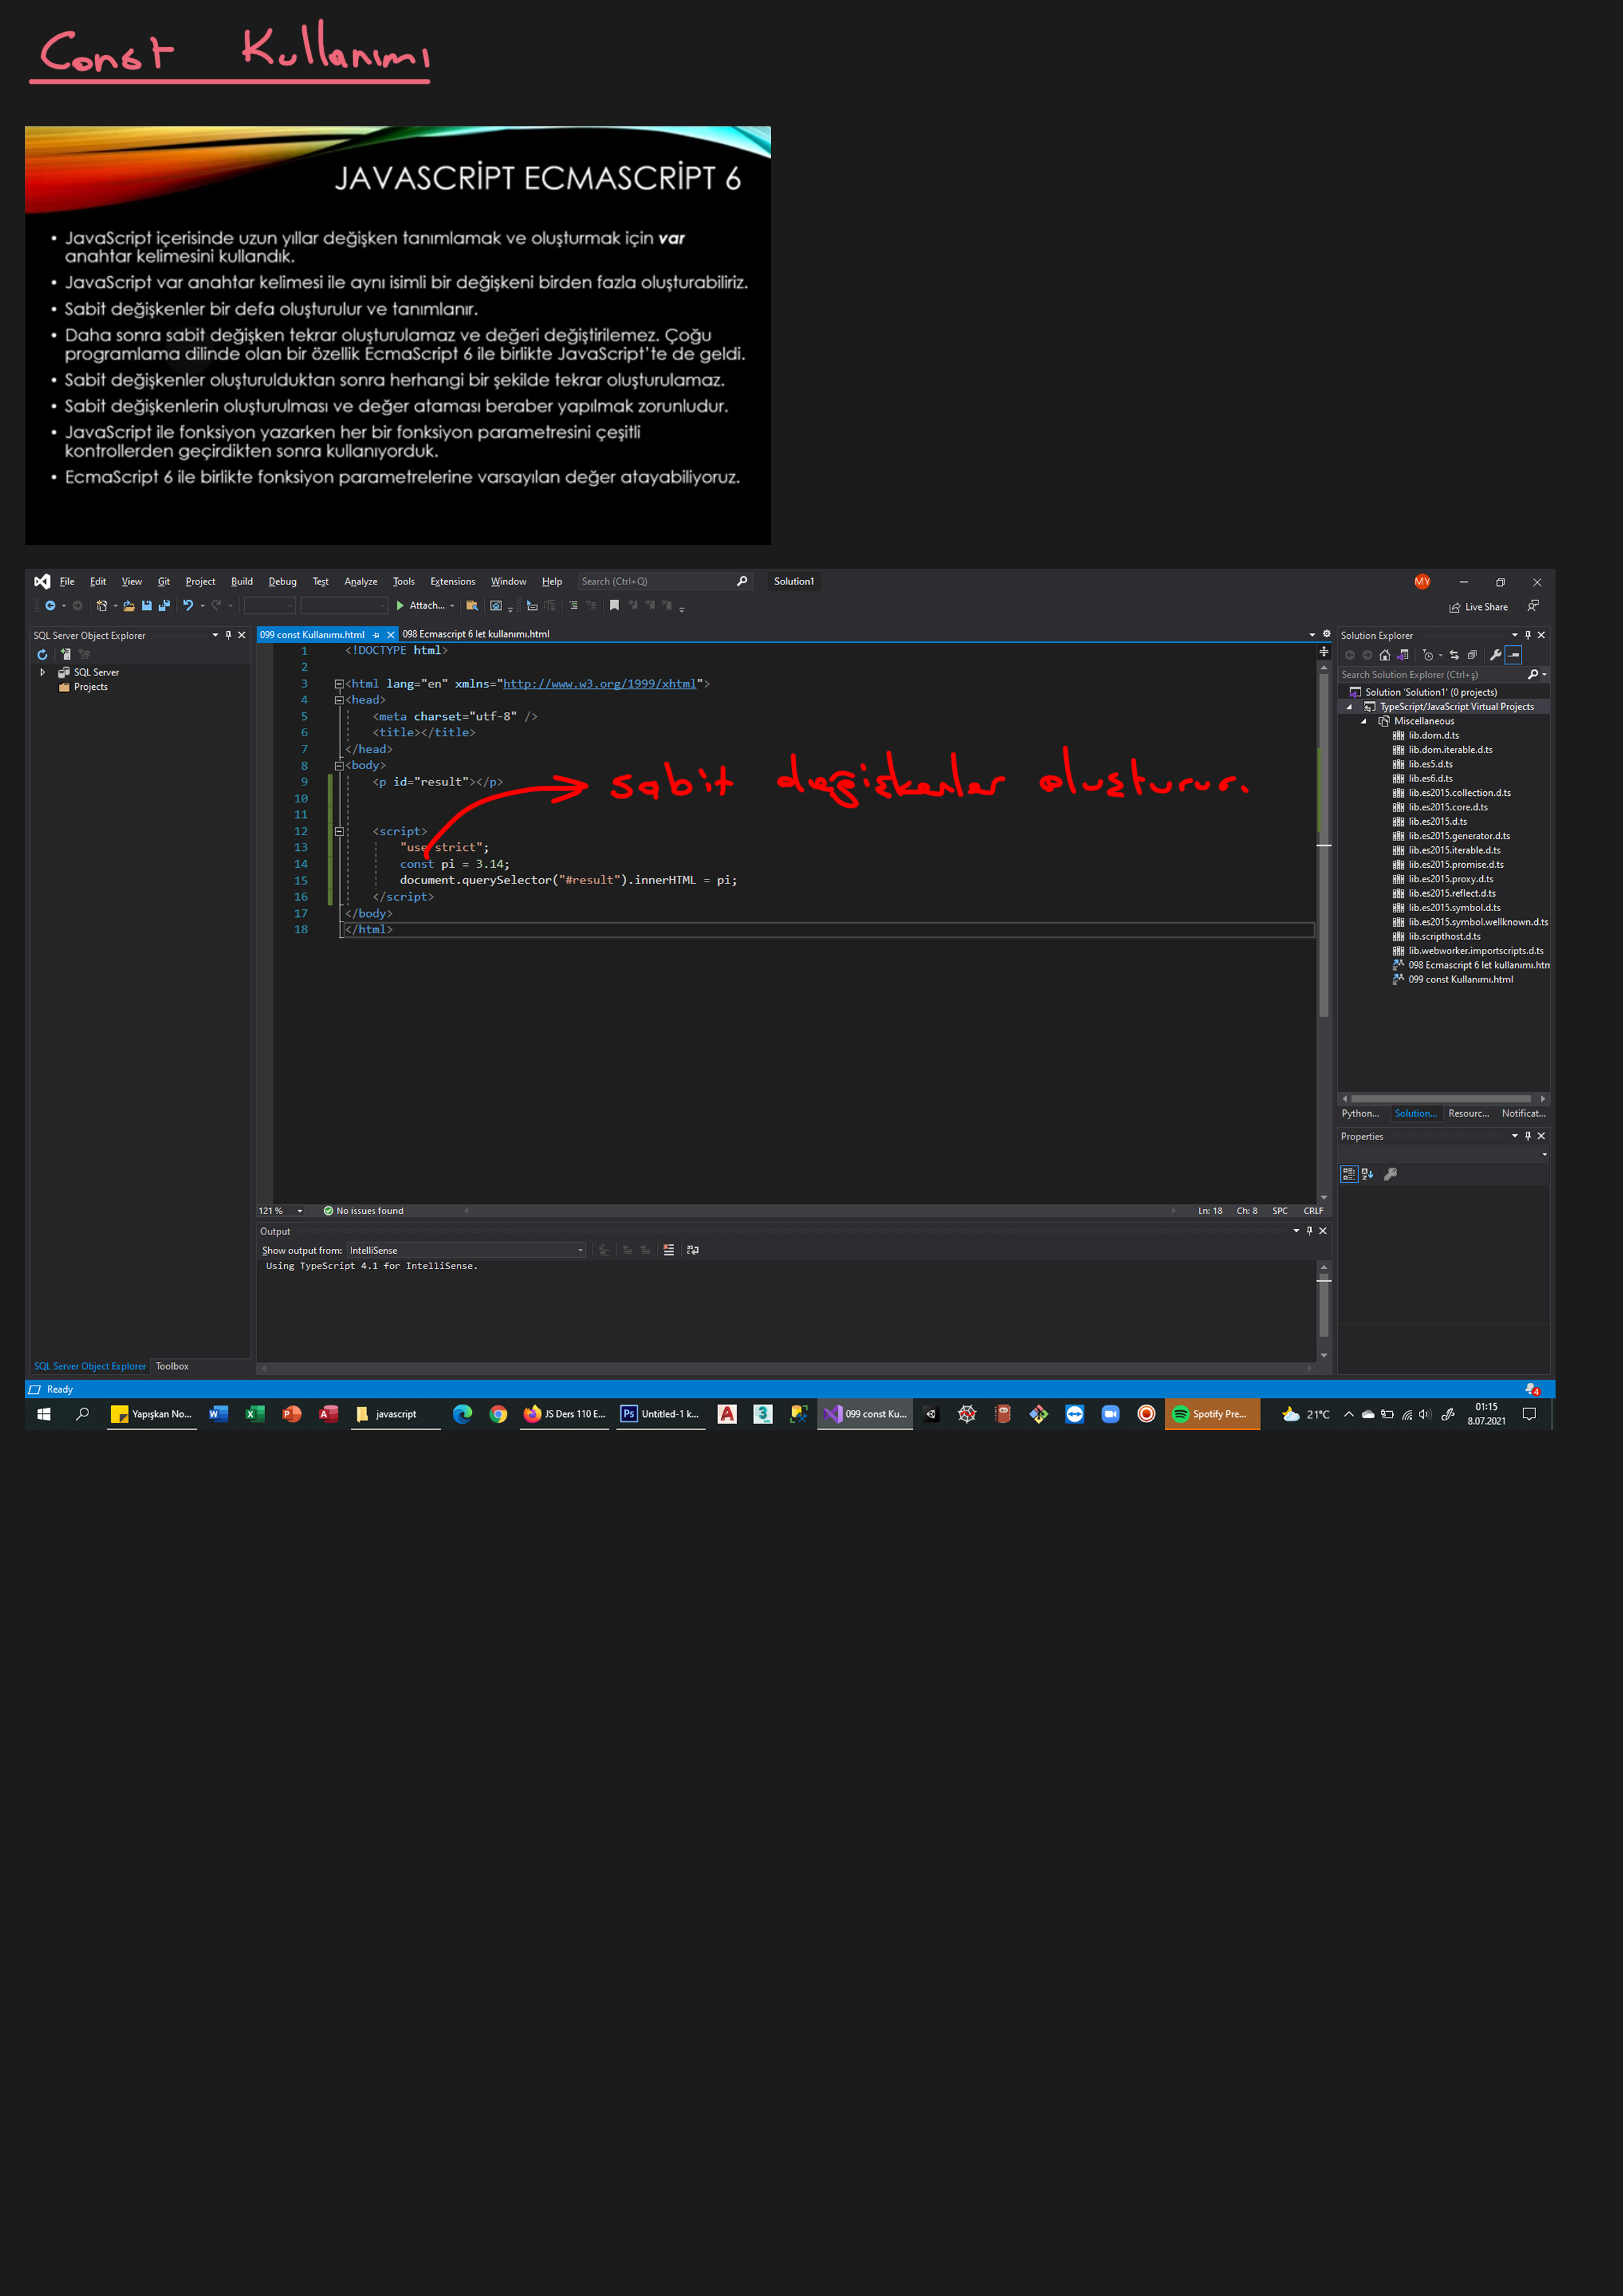 Const Kullanımı
JAVASCRİPT ECMASCRİPT 6
• JavaScript içerisinde uzun yıllar değişken tanımlamak ve oluşturmak için var
anahtar kelimesini kullandık.
• JavaScript var anahtar kelimesi ile aynı isimli bir değişkeni birden fazla oluşturabiliriz.
• Sabit değişkenler bir defa oluşturulur ve tanımlanır.
• Daha sonra sabit değişken tekrar oluşturulamaz ve değeri değiştirilemez. Çoğu
programlama dilinde olan bir özellik EcmaScript 6 ile birlikte JavaScript'te de geldi.
• Sabit değişkenler oluşturulduktan sonra herhangi bir şekilde tekrar oluşturulamaz.
• Sabit değişkenlerin oluşturulması ve değer ataması beraber yapılmak zorunludur.
• JavaScript ile fonksiyon yazarken her bir fonksiyon parametresini çeşitli
kontrollerden geçirdikten sonra kullanıyorduk.
• EcmaScript 6 ile birlikte fonksiyon parametrelerine varsayılan değer atayabiliyoruz.
File Edit View Git Project Build Debug Test Analyze Tools Extensions Window Help Search (Ctrl+Q) Solution1 MY
Attach... Live Share
SQL Server Object Explorer
SQL Server
Projects
099 const Kullanımı.html 098 Ecmascript 6 let kullanımı.html
1 <!DOCTYPE html>
2
3 <html lang="en" xmlns="http://www.w3.org/1999/xhtml">
4 <head>
5 <meta charset="utf-8" />
6 <title></title>
7 </head>
8 <body>
9 <p id="result"></p>
10
11
12 <script>
13 "use strict";
14 const pi = 3.14;
15 document.querySelector("#result").innerHTML = pi;
16 </script>
17 </body>
18 </html>
sabit değişkenler oluşturur.
Solution Explorer
Search Solution Explorer (Ctrl+ş)
Solution 'Solution1' (0 projects)
TypeScript/JavaScript Virtual Projects
Miscellaneous
lib.dom.d.ts
lib.dom.iterable.d.ts
lib.es5.d.ts
lib.es6.d.ts
lib.es2015.collection.d.ts
lib.es2015.core.d.ts
lib.es2015.d.ts
lib.es2015.generator.d.ts
lib.es2015.iterable.d.ts
lib.es2015.promise.d.ts
lib.es2015.proxy.d.ts
lib.es2015.reflect.d.ts
lib.es2015.symbol.d.ts
lib.es2015.symbol.wellknown.d.ts
lib.scripthost.d.ts
lib.webworker.importscripts.d.ts
098 Ecmascript 6 let kullanımı.htm
099 const Kullanımı.html
Python... Solution... Resourc... Notificat...
Properties
121 % No issues found Ln: 18 Ch: 8 SPC CRLF
Output
Show output from: IntelliSense
Using TypeScript 4.1 for IntelliSense.
SQL Server Object Explorer Toolbox
Ready 4
Yapışkan No... javascript JS Ders 110 E... Untitled-1 k... 099 const Ku... Spotify Pre... 21°C 01:15
8.07.2021